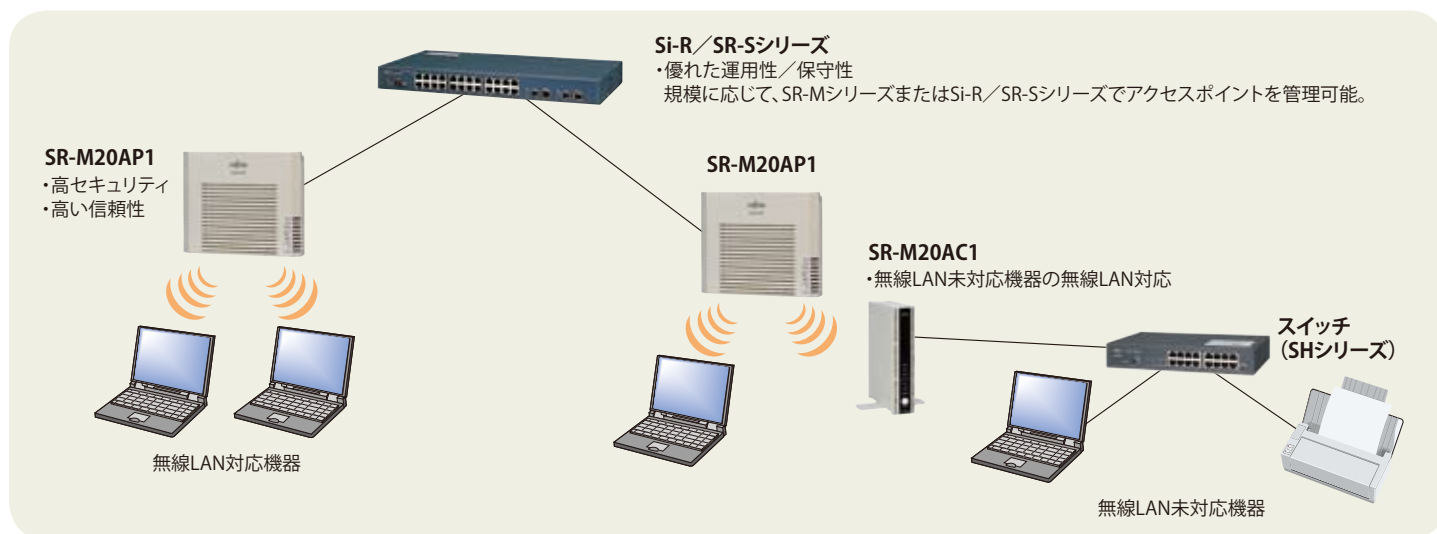 Si-R／SR-Sシリーズ
・優れた運用性／保守性
規模に応じて、SR-MシリーズまたはSi-R／SR-Sシリーズでアクセスポイントを管理可能。
SR-M20AP1
・高セキュリティ
・高い信頼性
SR-M20AP1
SR-M20AC1
・無線LAN未対応機器の無線LAN対応
スイッチ
（SHシリーズ）
無線LAN対応機器
無線LAN未対応機器